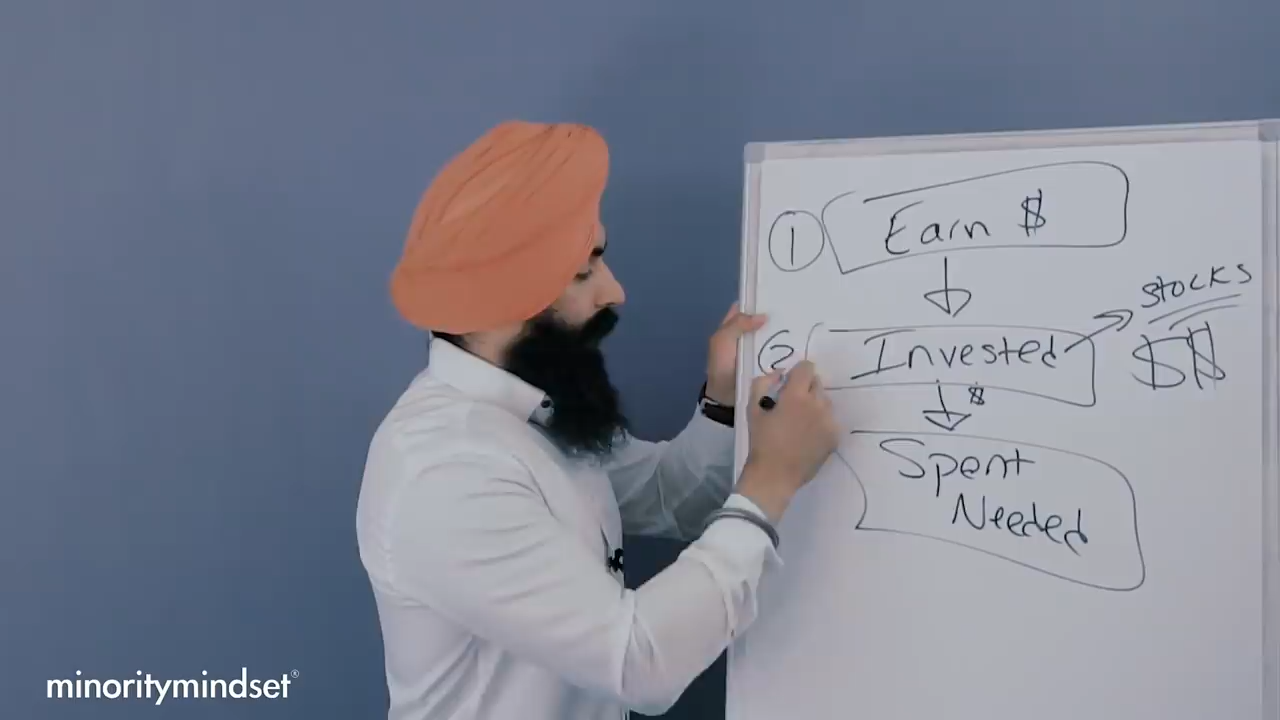 ① Earn $
stocks
② Invested
$$
$
Spent
Needed
minoritymindset®